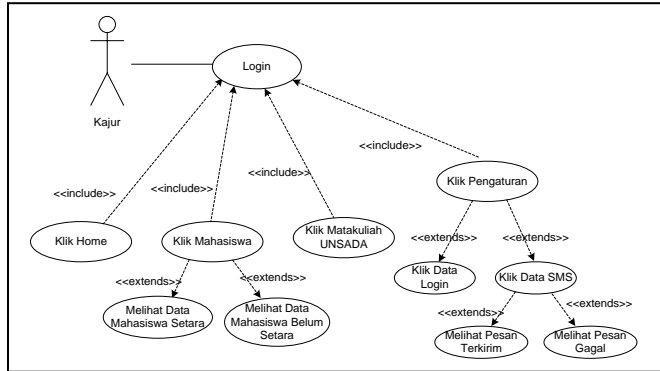 Login
Kajur
<<include>>
<<include>>
<<include>>
<<include>>
Klik Pengaturan
Klik Home
Klik Mahasiswa
Klik Matakuliah
UNSADA
<<extends>>
<<extends>>
Klik Data
Login
Klik Data SMS
<<extends>>
<<extends>>
Melihat Data
Mahasiswa Setara
Melihat Data
Mahasiswa Belum
Setara
<<extends>>
<<extends>>
Melihat Pesan
Terkirim
Melihat Pesan
Gagal